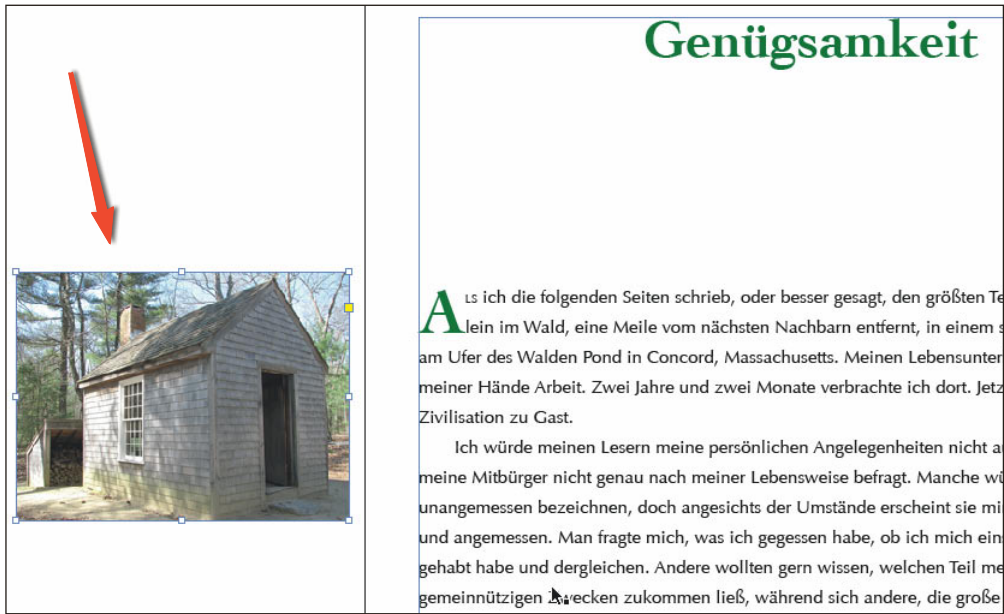 Genügsamkeit
ALS ich die folgenden Seiten schrieb, oder besser gesagt, den größten Te
lein im Wald, eine Meile vom nächsten Nachbarn entfernt, in einem s
am Ufer des Walden Pond in Concord, Massachusetts. Meinen Lebensunter
meiner Hände Arbeit. Zwei Jahre und zwei Monate verbrachte ich dort. Jetz
Zivilisation zu Gast.
Ich würde meinen Lesern meine persönlichen Angelegenheiten nicht a
meine Mitbürger nicht genau nach meiner Lebensweise befragt. Manche wü
unangemessen bezeichnen, doch angesichts der Umstände erscheint sie mi
und angemessen. Man fragte mich, was ich gegessen habe, ob ich mich ein
gehabt habe und dergleichen. Andere wollten gern wissen, welchen Teil me
gemeinnützigen Zwecken zukommen ließ, während sich andere, die große